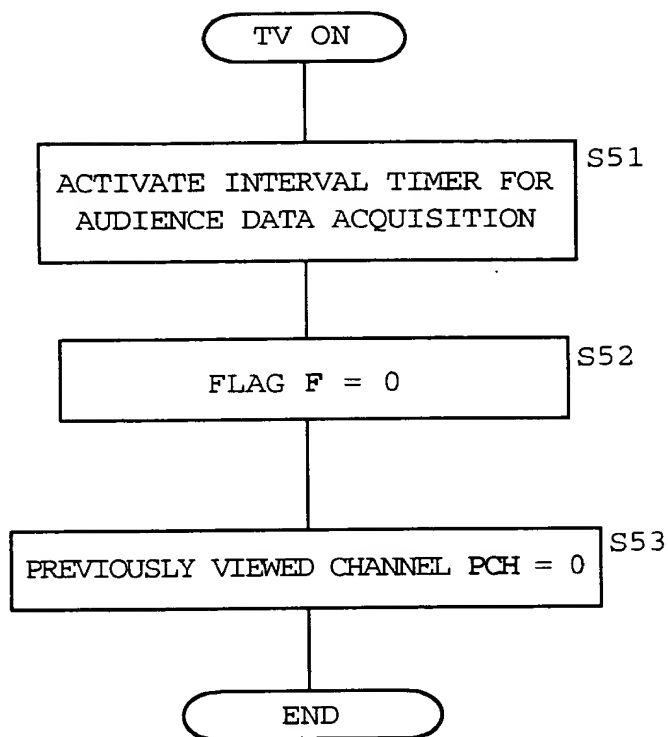 TV ON
S51
ACTIVATE INTERVAL TIMER FOR
AUDIENCE DATA ACQUISITION
S52
FLAG F = 0
S53
PREVIOUSLY VIEWED CHANNEL PCH = 0
END